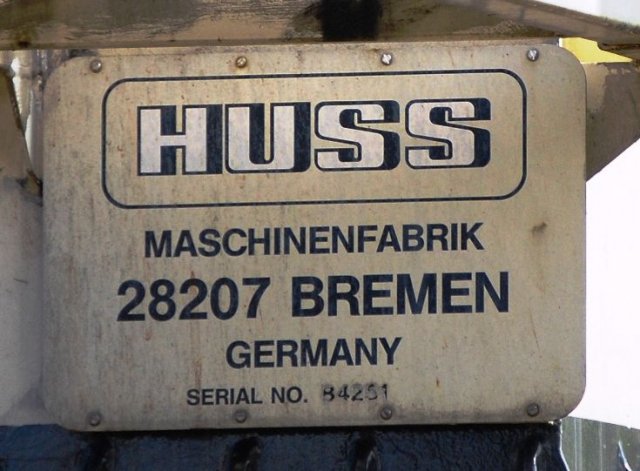 HUSS
MASCHINENFABRIK
28207 BREMEN
GERMANY
SERIAL NO.